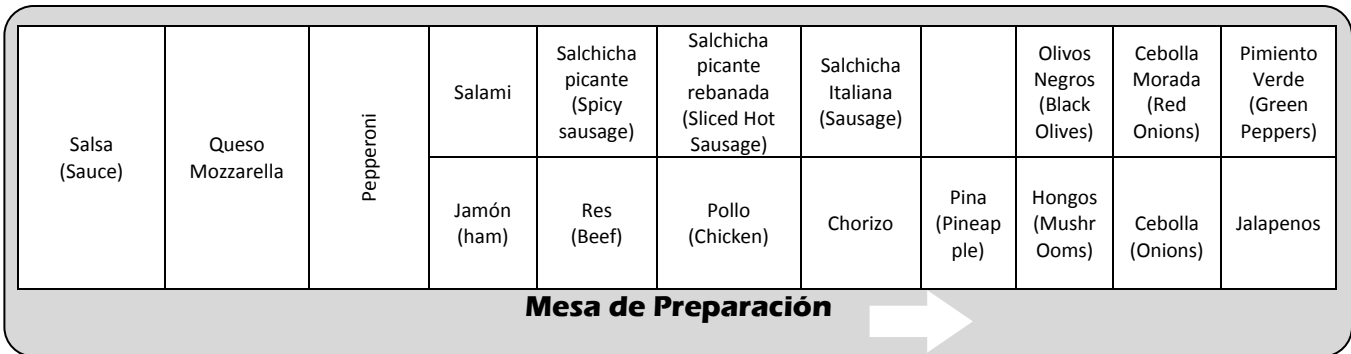 Salsa
(Sauce)
Queso
Mozzarella
Pepperoni
Salami
Salchicha
picante
(Spicy
sausage)
Salchicha
picante
rebanada
(Sliced Hot
Sausage)
Salchicha
Italiana
(Sausage)
Olivos
Negros
(Black
Olives)
Cebolla
Morada
(Red
Onions)
Pimiento
Verde
(Green
Peppers)
Jamón
(ham)
Res
(Beef)
Pollo
(Chicken)
Chorizo
Pina
(Pineap
ple)
Hongos
(Mushr
Ooms)
Cebolla
(Onions)
Jalapenos
Mesa de Preparación